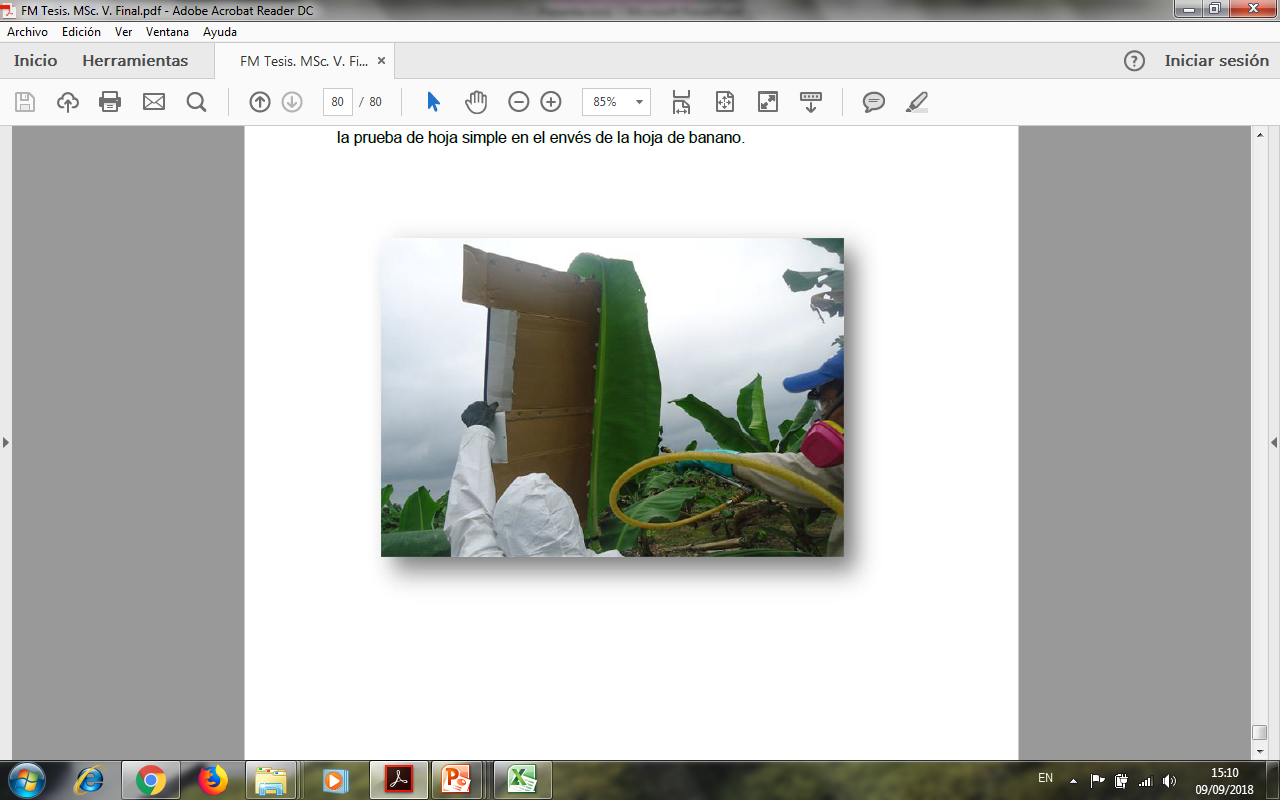 FM Tesis. MSc. V. Final.pdf - Adobe Acrobat Reader DC
Archivo Edición Ver Ventana Ayuda
Inicio Herramientas FM Tesis. MSc. V. Fi... Iniciar sesión
80 / 80 85%
la prueba de hoja simple en el envés de la hoja de banano.
EN 15:10
09/09/2018